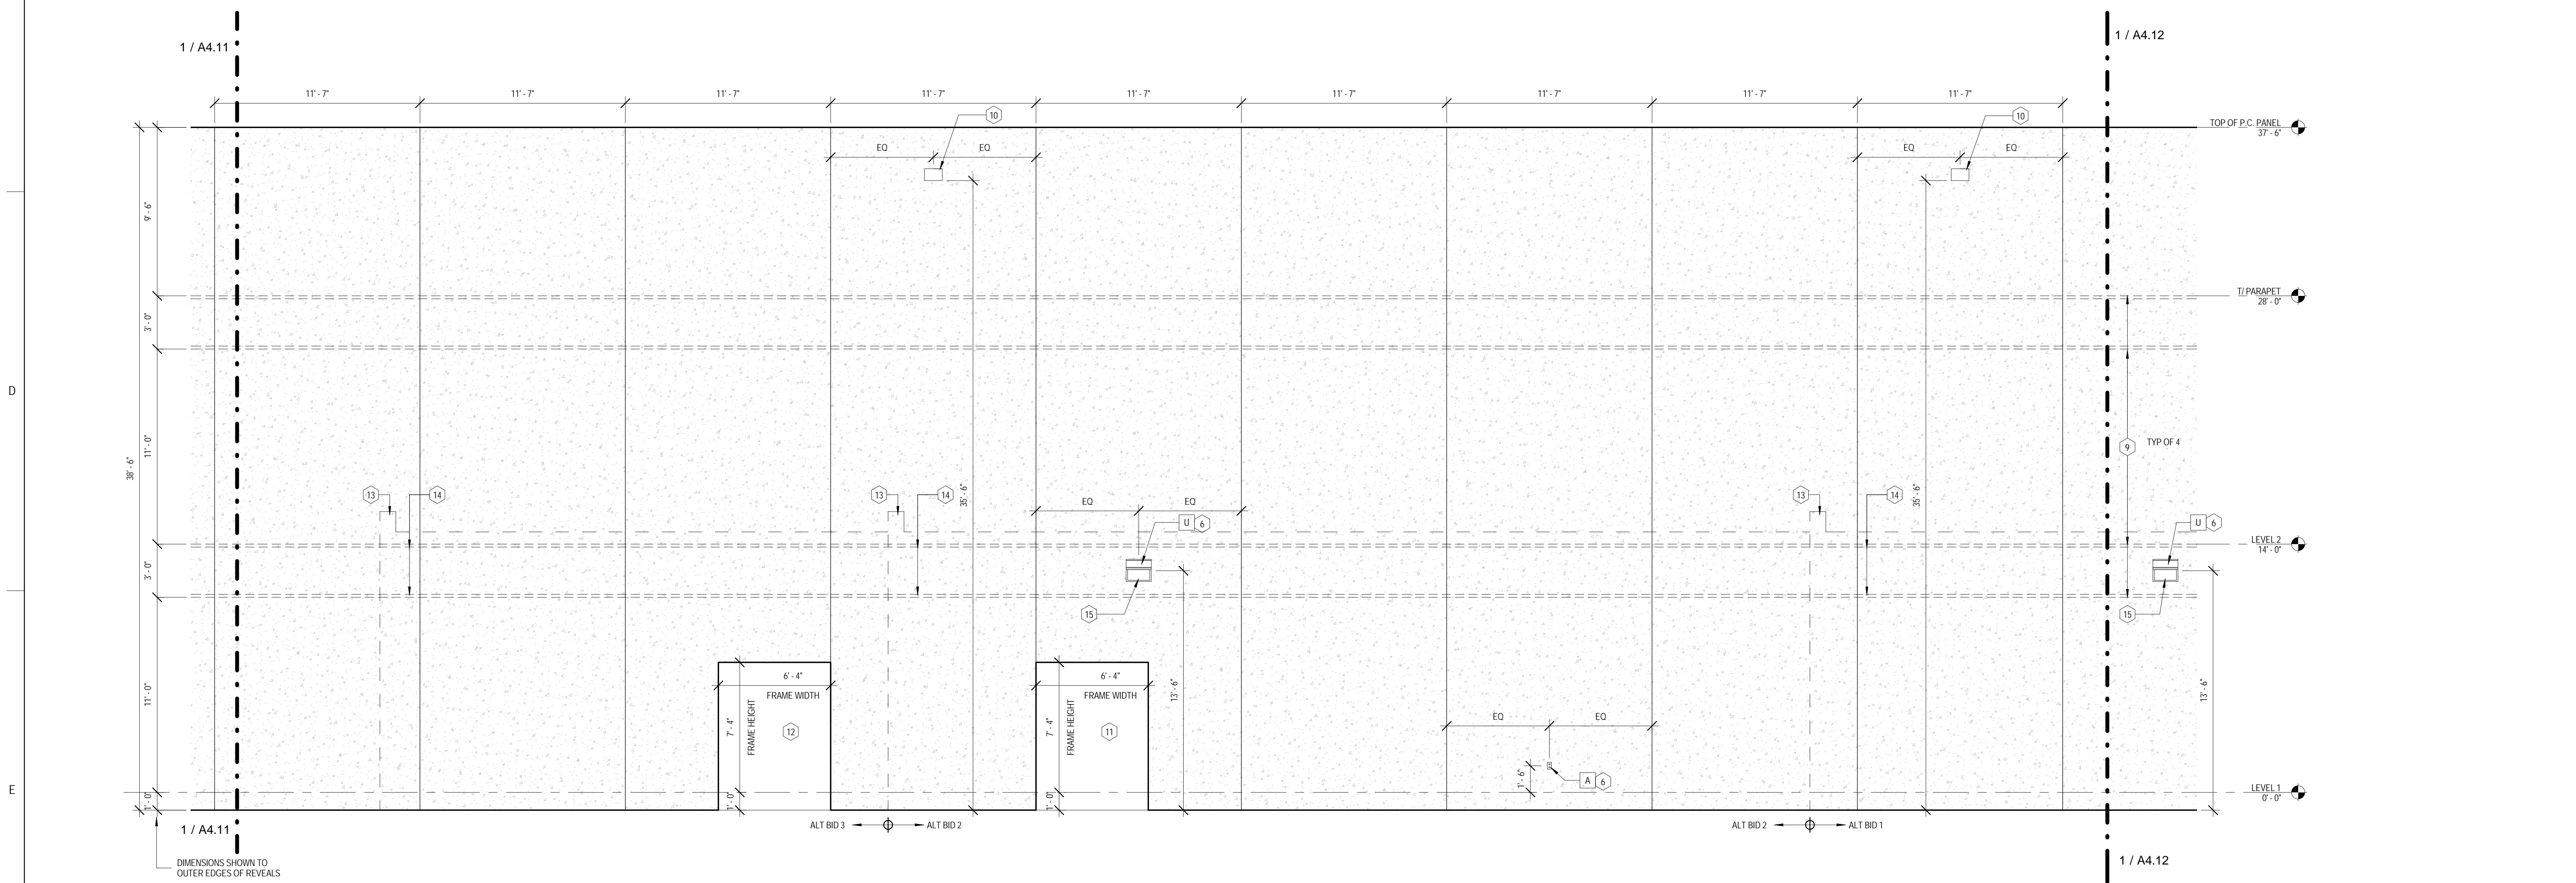 1 / A4.11
1 / A4.12
11' - 7"
11' - 7"
11' - 7"
11' - 7"
11' - 7"
11' - 7"
11' - 7"
11' - 7"
11' - 7"
10
10
TOP OF P.C. PANEL
37' - 6"
EQ
EQ
EQ
EQ
9' - 6"
T/ PARAPET
28' - 0"
3' - 0"
D
11' - 0"
38' - 6"
9
TYP OF 4
13
14
13
14
35' - 6"
EQ
EQ
U
6
13
14
35' - 6"
U
6
LEVEL 2
14' - 0"
3' - 0"
15
15
11' - 0"
6' - 4"
FRAME WIDTH
7' - 4"
FRAME HEIGHT
12
6' - 4"
FRAME WIDTH
7' - 4"
FRAME HEIGHT
11
13' - 6"
13' - 6"
EQ
EQ
1' - 6"
A
6
E
LEVEL 1
0' - 0"
1' - 0"
1' - 0"
1' - 0"
1 / A4.11
ALT BID 3
ALT BID 2
ALT BID 2
ALT BID 1
DIMENSIONS SHOWN TO
OUTER EDGES OF REVEALS
1 / A4.12